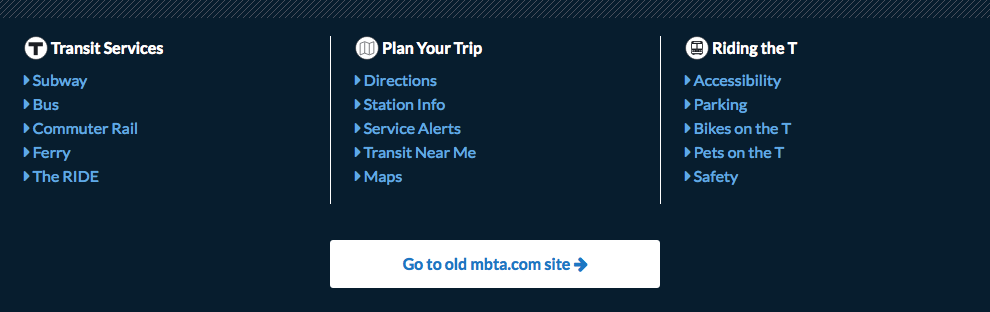 Transit Services
Subway
Bus
Commuter Rail
Ferry
The RIDE
Plan Your Trip
Directions
Station Info
Service Alerts
Transit Near Me
Maps
Riding the T
Accessibility
Parking
Bikes on the T
Pets on the T
Safety
Go to old mbta.com site